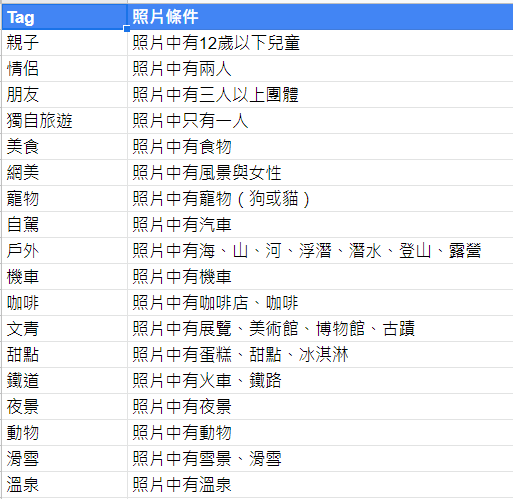 Tag 照片條件
親子 照片中有12歲以下兒童
情侶 照片中有兩人
朋友 照片中有三人以上團體
獨自旅遊 照片中只有一人
美食 照片中有食物
網美 照片中有風景與女性
寵物 照片中有寵物（狗或貓）
自駕 照片中有汽車
戶外 照片中有海、山、河、浮潛、潛水、登山、露營
機車 照片中有機車
咖啡 照片中有咖啡店、咖啡
文青 照片中有展覽、美術館、博物館、古蹟
甜點 照片中有蛋糕、甜點、冰淇淋
鐵道 照片中有火車、鐵路
夜景 照片中有夜景
動物 照片中有動物
滑雪 照片中有雪景、滑雪
溫泉 照片中有溫泉